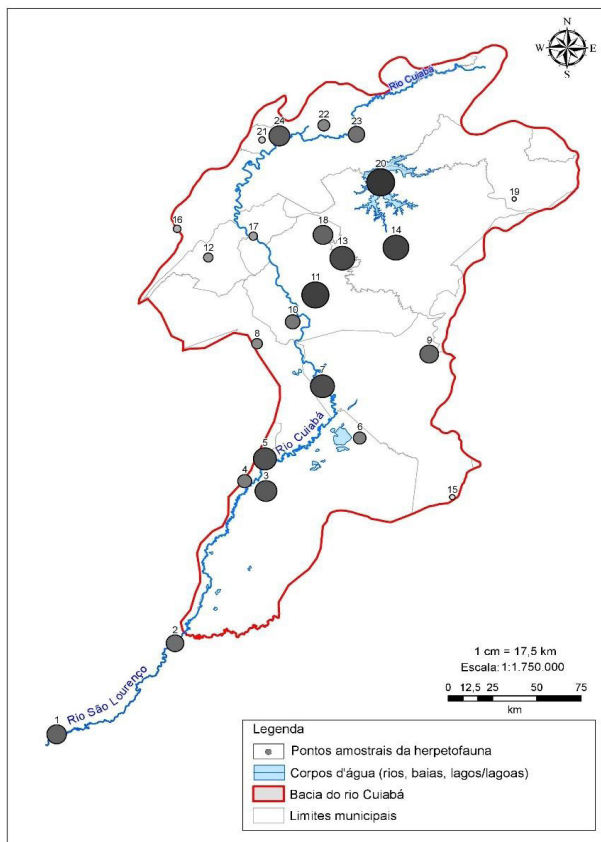 N
W E
S
Rio Cuiabá
22
24
23
21
20
19
16
18
17
12
13
14
11
10
8
9
7
Rio Cuiabá
6
5
4
3
15
2
Rio São Lourenço
1
1 cm = 17,5 km
Escala: 1:1.750.000
0 12,5 25 50 75
km
Legenda
Pontos amostrais da herpetofauna
Corpos d'água (rios, baias, lagos/lagoas)
Bacia do rio Cuiabá
Limites municipais